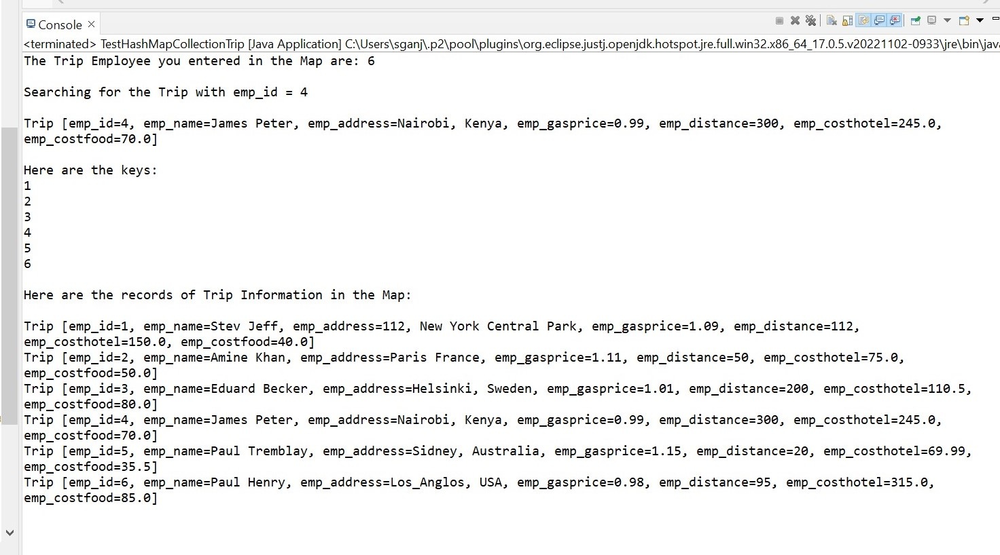 Console
<terminated> TestHashMapCollectionTrip [Java Application] C:\Users\sganj\.p2\pool\plugins\org.eclipse.justj.openjdk.hotspot.jre.full.win32.x86_64_17.0.5.v20221102-0933\jre\bin\java
The Trip Employee you entered in the Map are: 6
Searching for the Trip with emp_id = 4
Trip [emp_id=4, emp_name=James Peter, emp_address=Nairobi, Kenya, emp_gasprice=0.99, emp_distance=300, emp_costhotel=245.0,
emp_costfood=70.0]
Here are the keys:
1
2
3
4
5
6
Here are the records of Trip Information in the Map:
Trip [emp_id=1, emp_name=Stev Jeff, emp_address=112, New York Central Park, emp_gasprice=1.09, emp_distance=112,
emp_costhotel=150.0, emp_costfood=40.0]
Trip [emp_id=2, emp_name=Amine Khan, emp_address=Paris France, emp_gasprice=1.11, emp_distance=50, emp_costhotel=75.0,
emp_costfood=50.0]
Trip [emp_id=3, emp_name=Eduard Becker, emp_address=Helsinki, Sweden, emp_gasprice=1.01, emp_distance=200, emp_costhotel=110.5,
emp_costfood=80.0]
Trip [emp_id=4, emp_name=James Peter, emp_address=Nairobi, Kenya, emp_gasprice=0.99, emp_distance=300, emp_costhotel=245.0,
emp_costfood=70.0]
Trip [emp_id=5, emp_name=Paul Tremblay, emp_address=Sidney, Australia, emp_gasprice=1.15, emp_distance=20, emp_costhotel=69.99,
emp_costfood=35.5]
Trip [emp_id=6, emp_name=Paul Henry, emp_address=Los_Anglos, USA, emp_gasprice=0.98, emp_distance=95, emp_costhotel=315.0,
emp_costfood=85.0]